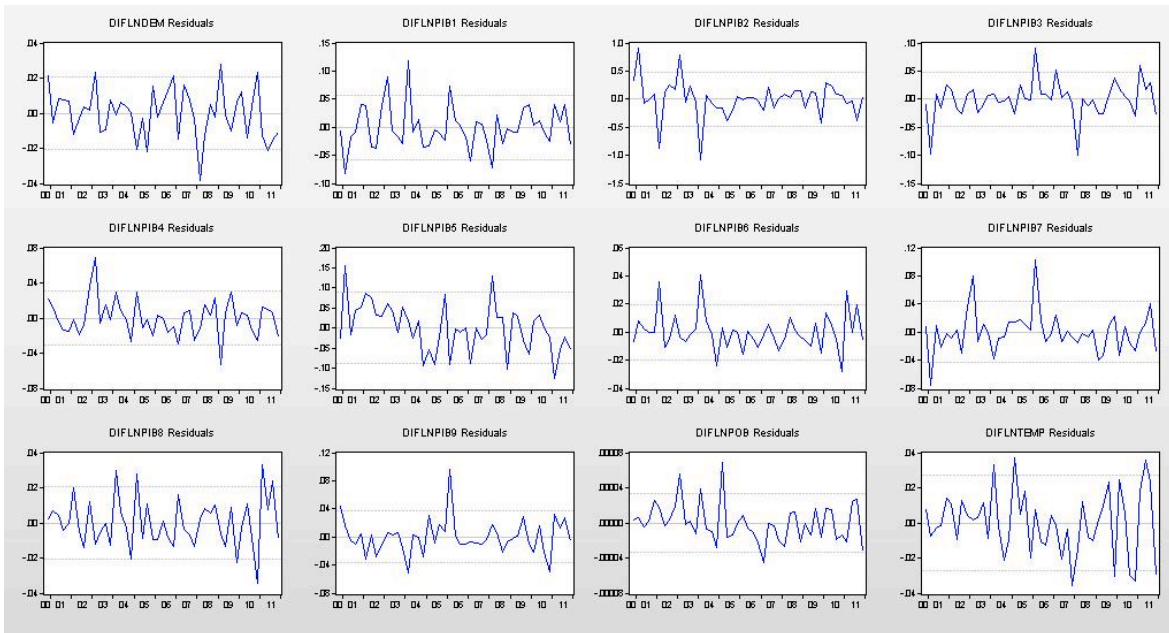 DIFLNDEM Residuals
.04
.02
.00
-.02
-.04
00 01 02 03 04 05 06 07 08 09 10 11
DIFLNPIB1 Residuals
.15
.10
.05
.00
-.05
-.10
00 01 02 03 04 05 06 07 08 09 10 11
DIFLNPIB2 Residuals
1.0
0.5
0.0
-0.5
-1.0
-1.5
00 01 02 03 04 05 06 07 08 09 10 11
DIFLNPIB3 Residuals
.10
.05
.00
-.05
-.10
-.15
00 01 02 03 04 05 06 07 08 09 10 11
DIFLNPIB4 Residuals
.08
.04
.00
-.04
-.08
00 01 02 03 04 05 06 07 08 09 10 11
DIFLNPIB5 Residuals
.20
.15
.10
.05
.00
-.05
-.10
-.15
00 01 02 03 04 05 06 07 08 09 10 11
DIFLNPIB6 Residuals
.06
.04
.02
.00
-.02
-.04
00 01 02 03 04 05 06 07 08 09 10 11
DIFLNPIB7 Residuals
.12
.08
.04
.00
-.04
-.08
00 01 02 03 04 05 06 07 08 09 10 11
DIFLNPIB8 Residuals
.04
.02
.00
-.02
-.04
00 01 02 03 04 05 06 07 08 09 10 11
DIFLNPIB9 Residuals
.12
.08
.04
.00
-.04
-.08
00 01 02 03 04 05 06 07 08 09 10 11
DIFLNPOB Residuals
.00008
.00004
.00000
-.00004
-.00008
00 01 02 03 04 05 06 07 08 09 10 11
DIFLNTEMP Residuals
.04
.02
.00
-.02
-.04
00 01 02 03 04 05 06 07 08 09 10 11